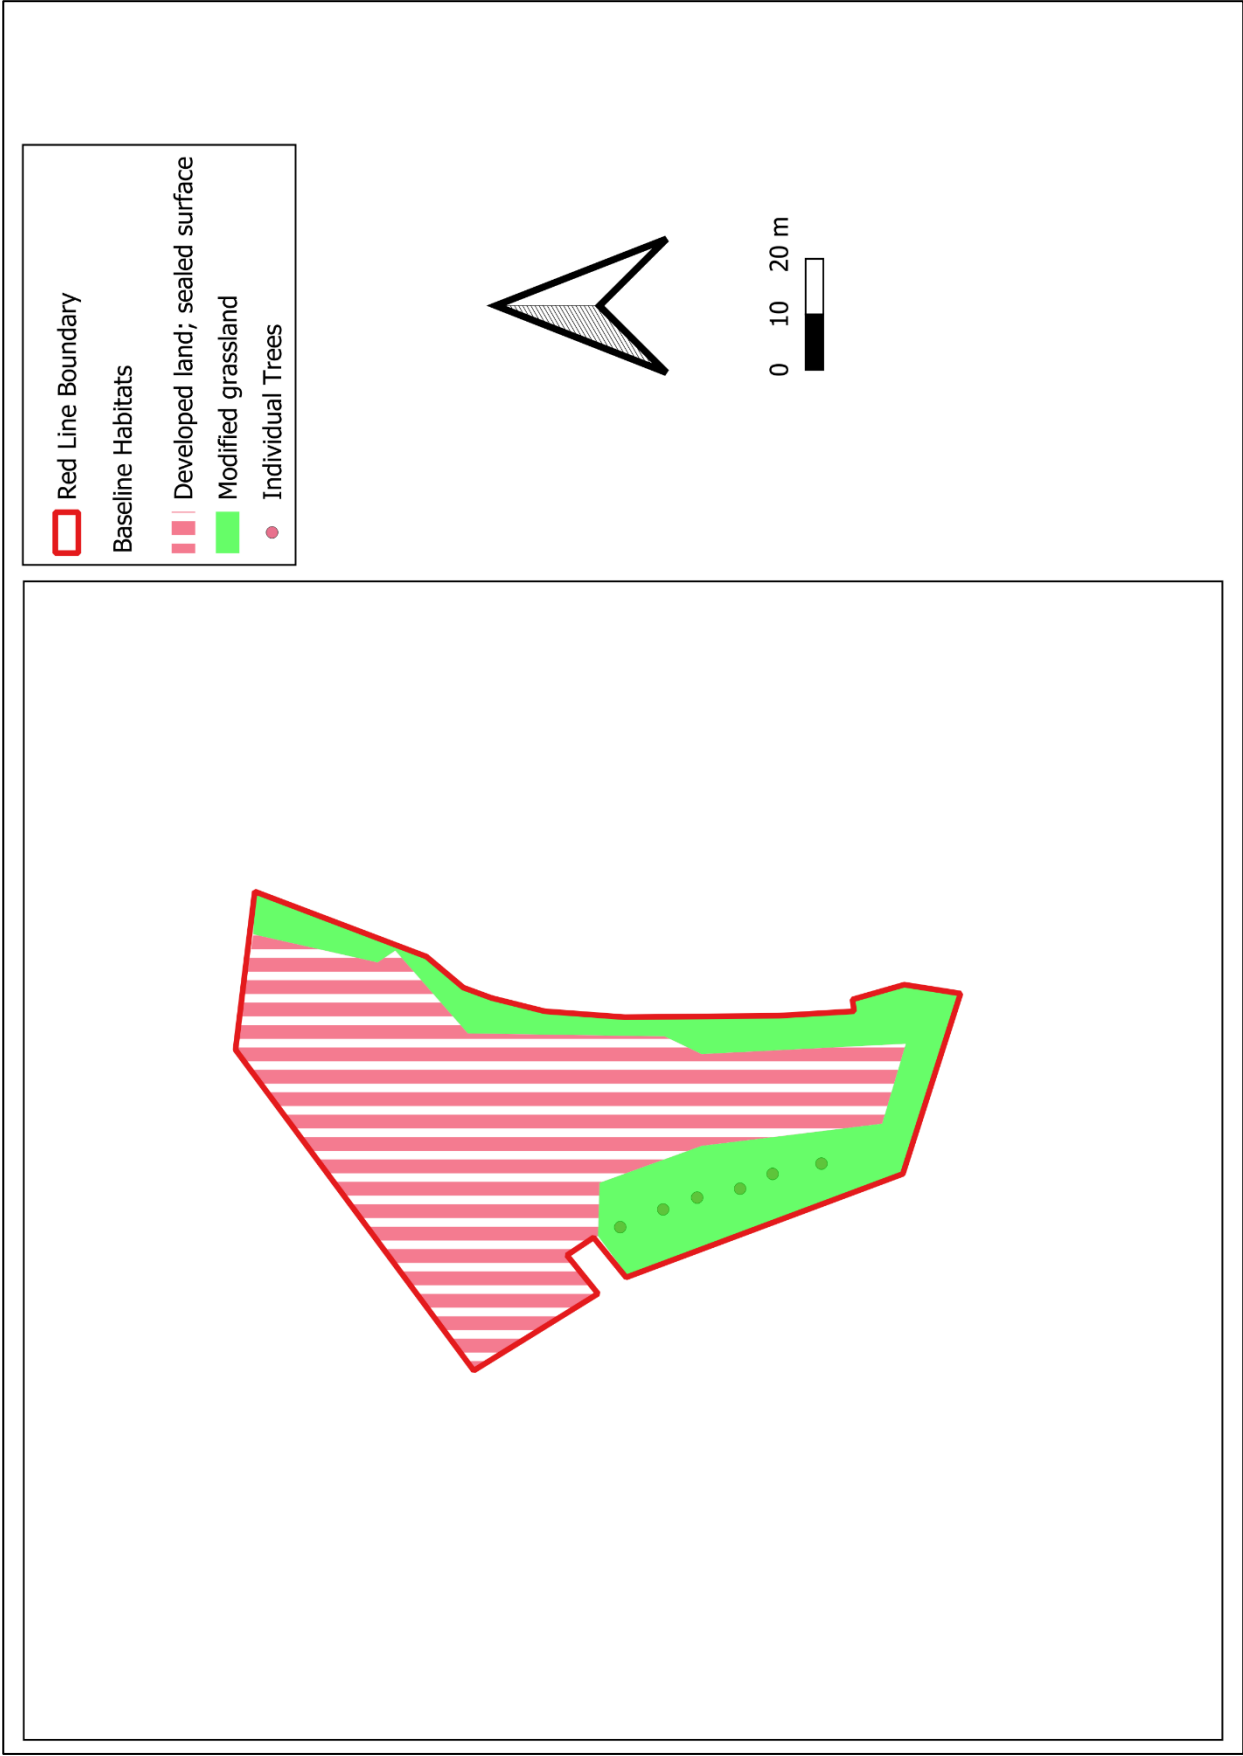 Red Line Boundary
Baseline Habitats
Developed land; sealed surface
Modified grassland
Individual Trees
0 10 20 m